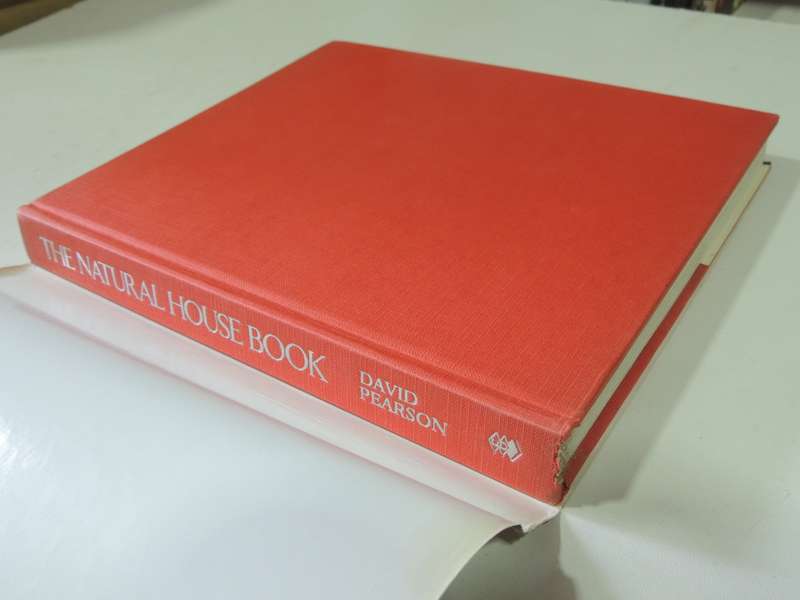 THE NATURAL HOUSE BOOK
DAVID
PEARSON